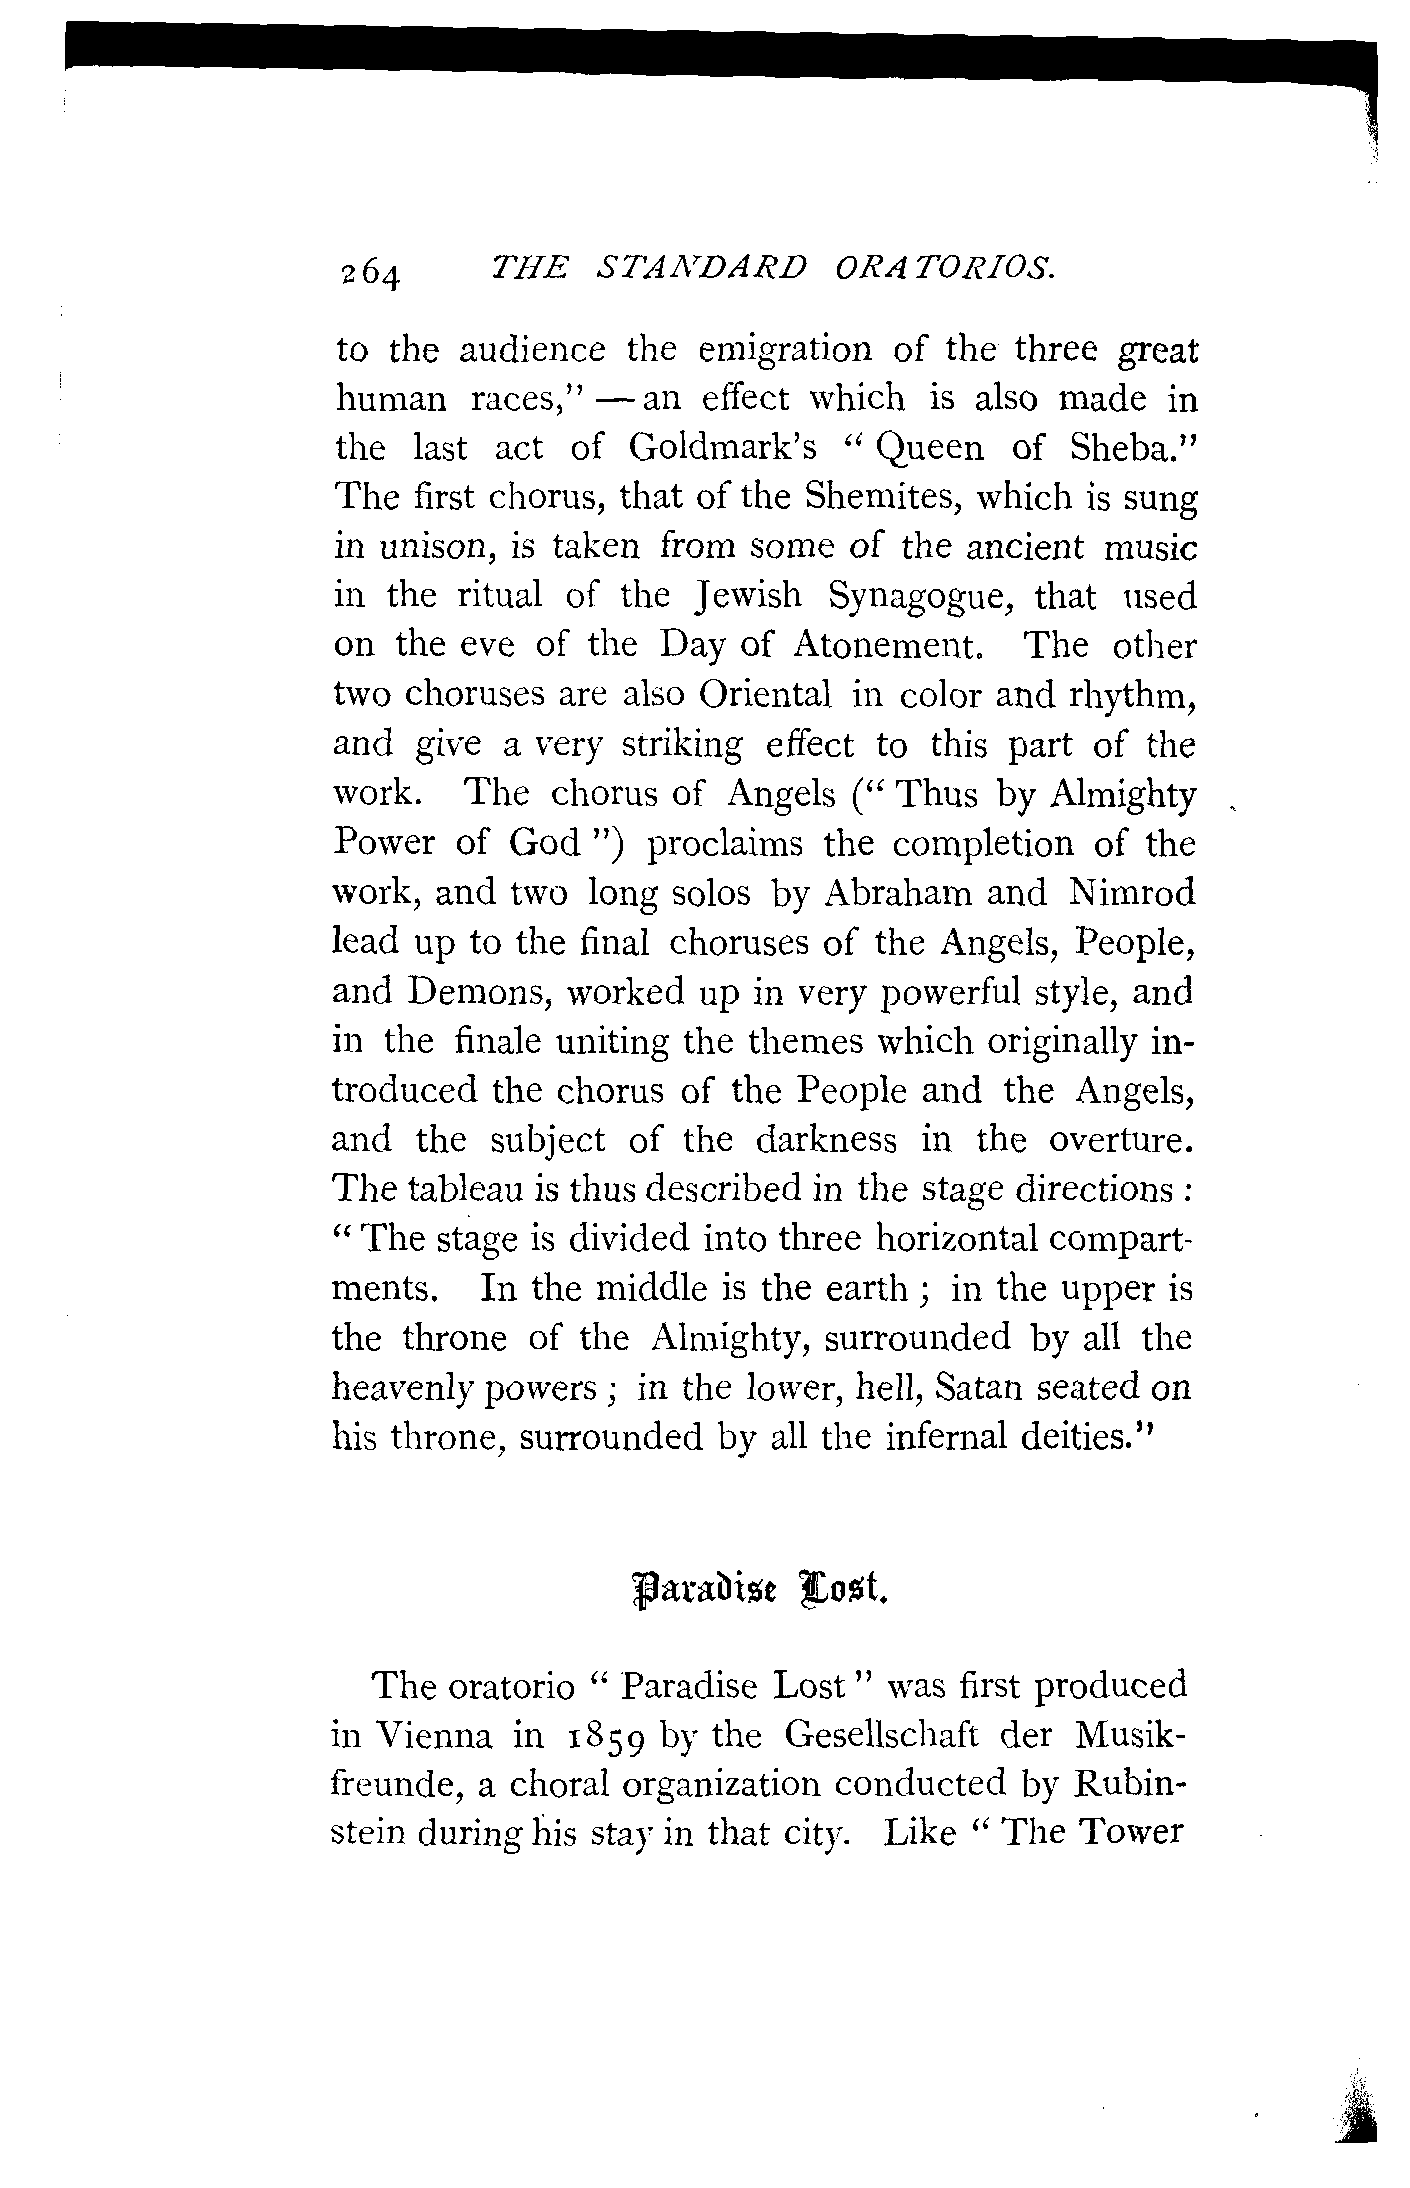 264 THE STANDARD ORATORIOS.
to the audience the emigration of the three great
human races," — an effect which is also made in
the last act of Goldmark's " Queen of Sheba."
The first chorus, that of the Shemites, which is sung
in unison, is taken from some of the ancient music
in the ritual of the Jewish Synagogue, that used
on the eve of the Day of Atonement. The other
two choruses are also Oriental in color and rhythm,
and give a very striking effect to this part of the
work. The chorus of Angels (" Thus by Almighty
Power of God ") proclaims the completion of the
work, and two long solos by Abraham and Nimrod
lead up to the final choruses of the Angels, People,
and Demons, worked up in very powerful style, and
in the finale uniting the themes which originally in-
troduced the chorus of the People and the Angels,
and the subject of the darkness in the overture.
The tableau is thus described in the stage directions :
" The stage is divided into three horizontal compart-
ments. In the middle is the earth ; in the upper is
the throne of the Almighty, surrounded by all the
heavenly powers ; in the lower, hell, Satan seated on
his throne, surrounded by all the infernal deities."
Paradise Lost.
The oratorio " Paradise Lost " was first produced
in Vienna in 1859 by the Gesellschaft der Musik-
freunde, a choral organization conducted by Rubin-
stein during his stay in that city. Like " The Tower